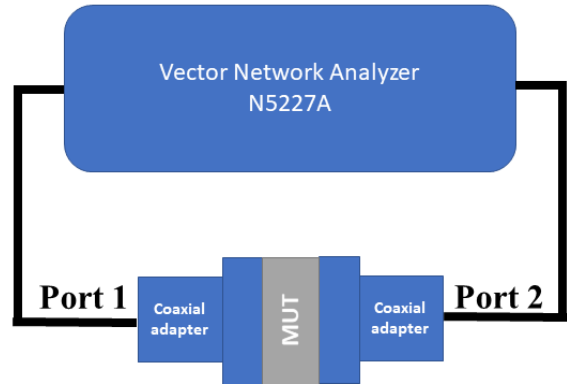 Vector Network Analyzer
N5227A
Port 1
Coaxial
adapter
MUT
Coaxial
adapter
Port 2